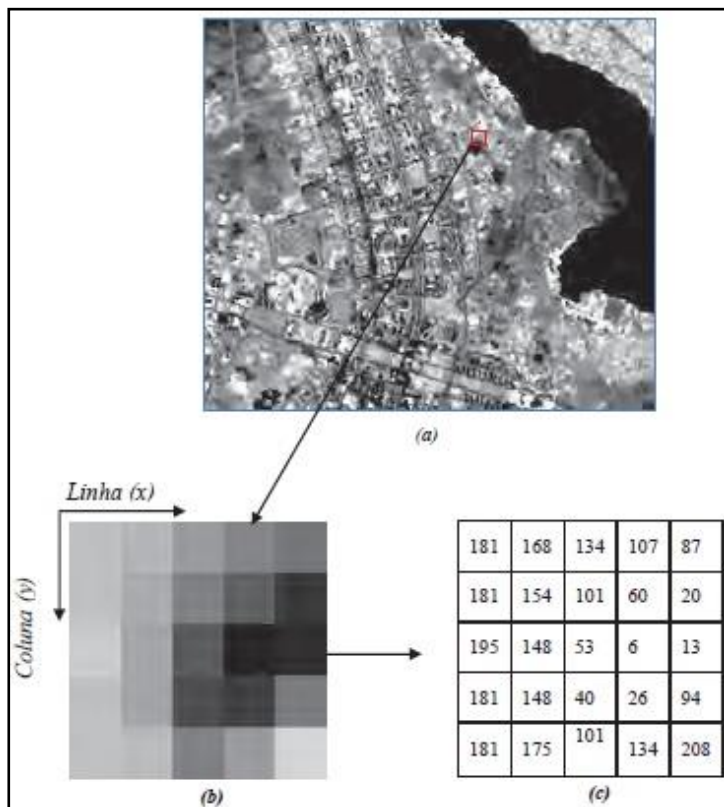 (a)
Linha (x)
Coluna (y)
181 168 134 107 87
181 154 101 60 20
195 148 53 6 13
181 148 40 26 94
181 175 101 134 208
(b)
(c)